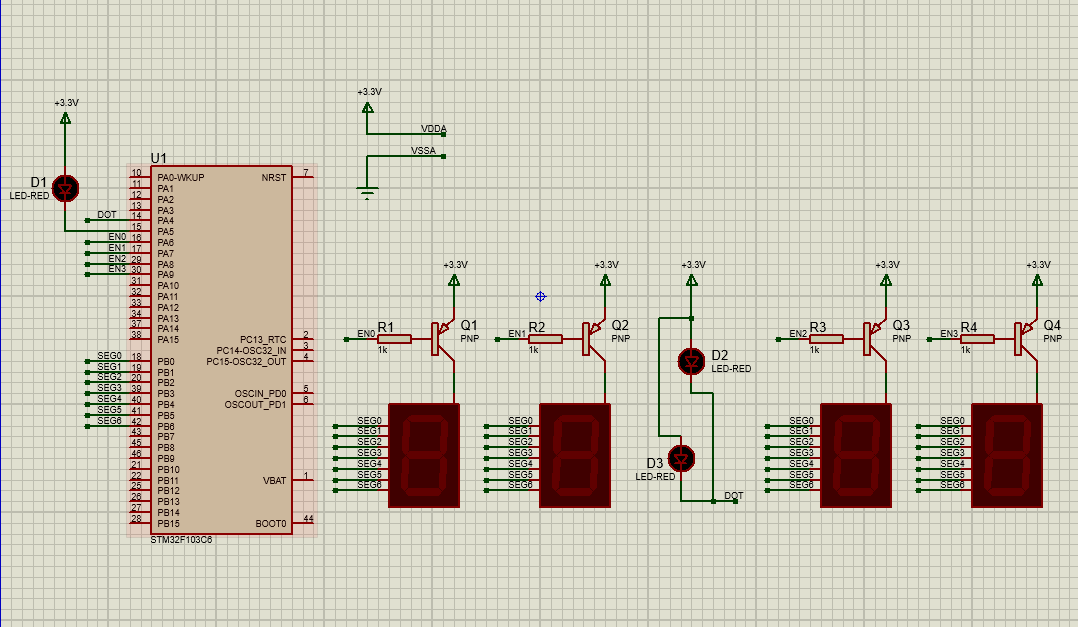 +3.3V
D1
LED-RED
U1
10 PA0-WKUP NRST 7
11 PA1
12 PA2
13 PA3
DOT 14 PA4
15 PA5
EN0 16 PA6
EN1 17 PA7
EN2 29 PA8
EN3 30 PA9
31 PA10
32 PA11
33 PA12
34 PA13
37 PA14
38 PA15
PC13_RTC 2
PC14-OSC32_IN 3
PC15-OSC32_OUT 4
SEG0 18 PB0
SEG1 19 PB1
SEG2 20 PB2
SEG3 39 PB3
SEG4 40 PB4
SEG5 41 PB5
SEG6 42 PB6
43 PB7
45 PB8
46 PB9
21 PB10
22 PB11
25 PB12
26 PB13
27 PB14
28 PB15
OSCIN_PD0 5
OSCOUT_PD1 6
VBAT 1
BOOT0 44
STM32F103C6
+3.3V
VDDA
VSSA
+3.3V
EN0 R1
1k
Q1
PNP
SEG0
SEG1
SEG2
SEG3
SEG4
SEG5
SEG6
+3.3V
EN1 R2
1k
Q2
PNP
SEG0
SEG1
SEG2
SEG3
SEG4
SEG5
SEG6
+3.3V
D2
LED-RED
D3
LED-RED
DOT
+3.3V
EN2 R3
1k
Q3
PNP
SEG0
SEG1
SEG2
SEG3
SEG4
SEG5
SEG6
+3.3V
EN3 R4
1k
Q4
PNP
SEG0
SEG1
SEG2
SEG3
SEG4
SEG5
SEG6